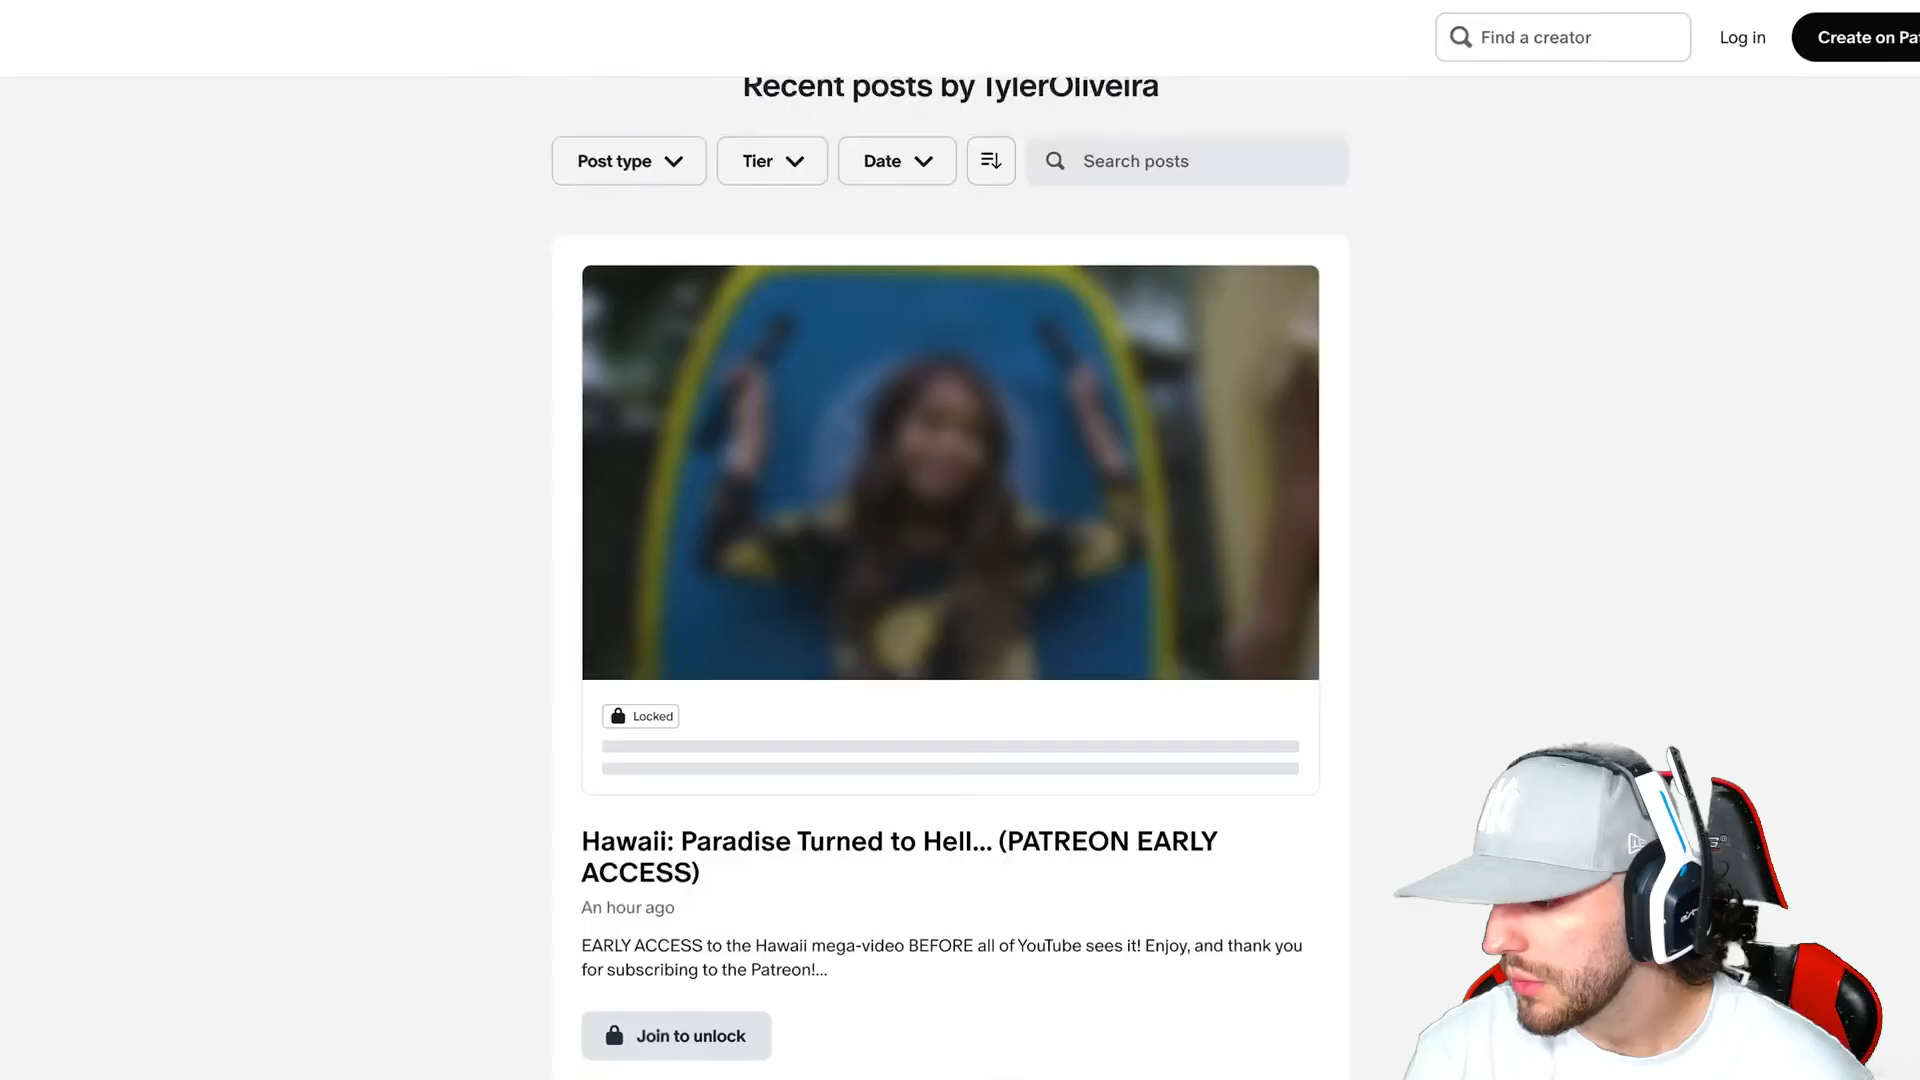 Find a creator
Log in
Create on Pat
Recent posts by TylerOliveira
Post type
Tier
Date
Search posts
Locked
Hawaii: Paradise Turned to Hell... (PATREON EARLY
ACCESS)
An hour ago
EARLY ACCESS to the Hawaii mega-video BEFORE all of YouTube sees it! Enjoy, and thank you
for subscribing to the Patreon!...
Join to unlock